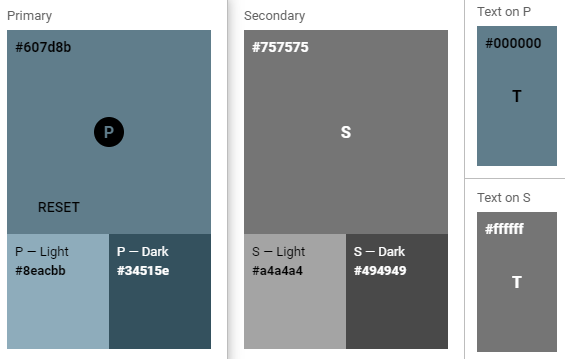 Primary
#607d8b
P
RESET
P — Light
#8eacbb
P — Dark
#34515e
Secondary
#757575
S
S — Light
#a4a4a4
S — Dark
#494949
Text on P
#000000
T
Text on S
#ffffff
T